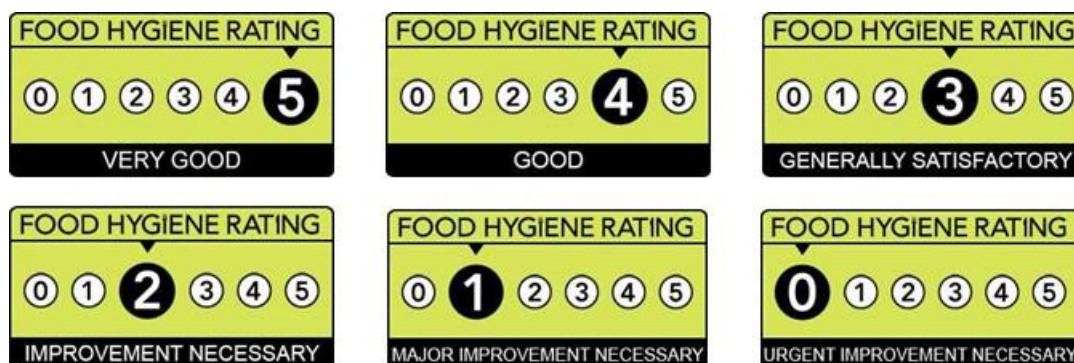 FOOD HYGIENE RATING
0 1 2 3 4 5
VERY GOOD
FOOD HYGIENE RATING
0 1 2 3 4 5
GOOD
FOOD HYGIENE RATING
0 1 2 3 4 5
GENERALLY SATISFACTORY
FOOD HYGIENE RATING
0 1 2 3 4 5
IMPROVEMENT NECESSARY
FOOD HYGIENE RATING
0 1 2 3 4 5
MAJOR IMPROVEMENT NECESSARY
FOOD HYGIENE RATING
0 1 2 3 4 5
URGENT IMPROVEMENT NECESSARY